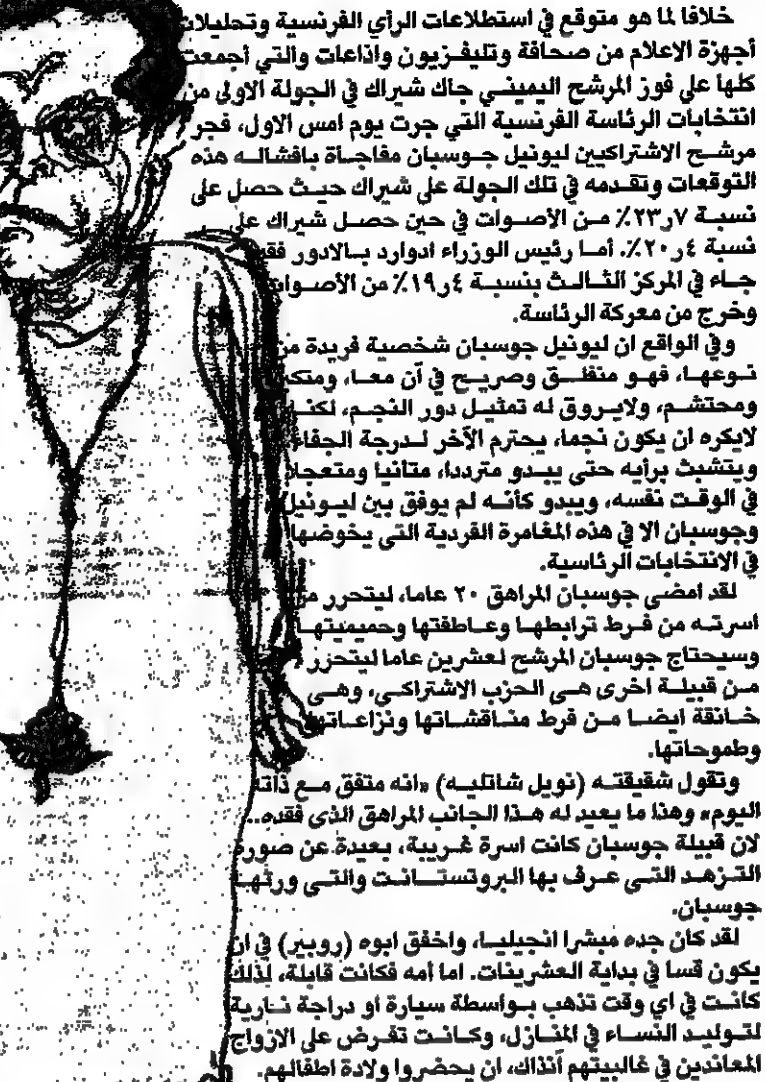 خلافا لما هو متوقع في استطلاعات الرأي الفرنسية وتحليلات
أجهزة الاعلام من صحافة وتليفزيون واذاعات والتي أجمعت
كلها على فوز المرشح اليميني جاك شيراك في الجولة الاولى من
انتخابات الرئاسة الفرنسية التي جرت يوم امس الاول، فجر
مرشح الاشتراكيين ليونيل جوسبان مفاجأة بافشاله هذه
التوقعات وتقدمه في تلك الجولة على شيراك حيث حصل على
نسبة ٢٣٫٧٪ من الأصوات في حين حصل شيراك على
نسبة ٢٠٫٤٪. أما رئيس الوزراء ادوارد بالادور فقد
جاء في المركز الثالث بنسبة ١٩٫٤٪ من الأصوات
وخرج من معركة الرئاسة.
وفي الواقع ان ليونيل جوسبان شخصية فريدة من
نوعها، فهو منغلق وصريح في آن معا، ومتكبر
ومحتشم، ولايروق له تمثيل دور النجم، لكنه
لايكره ان يكون نجما، يحترم الآخر لدرجة الجفاء
ويتشبث برأيه حتى يبدو مترددا، متانيا ومتعجلا
في الوقت نفسه، ويبدو كأنه لم يوفق بين ليونيل
وجوسبان الا في هذه المغامرة الفردية التي يخوضها
في الانتخابات الرئاسية.
لقد امضى جوسبان المراهق ٢٠ عاما، ليتحرر من
اسرته من فرط ترابطها وعاطفتها وحميميتها
وسيحتاج جوسبان المرشح لعشرين عاما ليتحرر
من قبيلة اخرى هى الحزب الاشتراكي، وهى
خانقة ايضا من فرط مناقشاتها ونزاعاتها
وطموحاتها.
وتقول شقيقته (نويل شاتليه) «انه متفق مع ذاته
اليوم» وهذا ما يعيد له هذا الجانب المراهق الذى فقده..
لان قبيلة جوسبان كانت اسرة غريبة، بعيدة عن صورة
التزهد التى عرف بها البروتستانت والتى ورثها
جوسبان.
لقد كان جده مبشرا انجيليا، واخفق ابوه (روبير) في ان
يكون قسا في بداية العشرينات. اما أمه فكانت قابلة، لذلك
كانت في اي وقت تذهب بواسطة سيارة او دراجة نارية
لتوليد النساء في المنازل، وكانت تفرض على الازواج
المعاندين في غالبيتهم آنذاك، ان يحضروا ولادة اطفالهم.